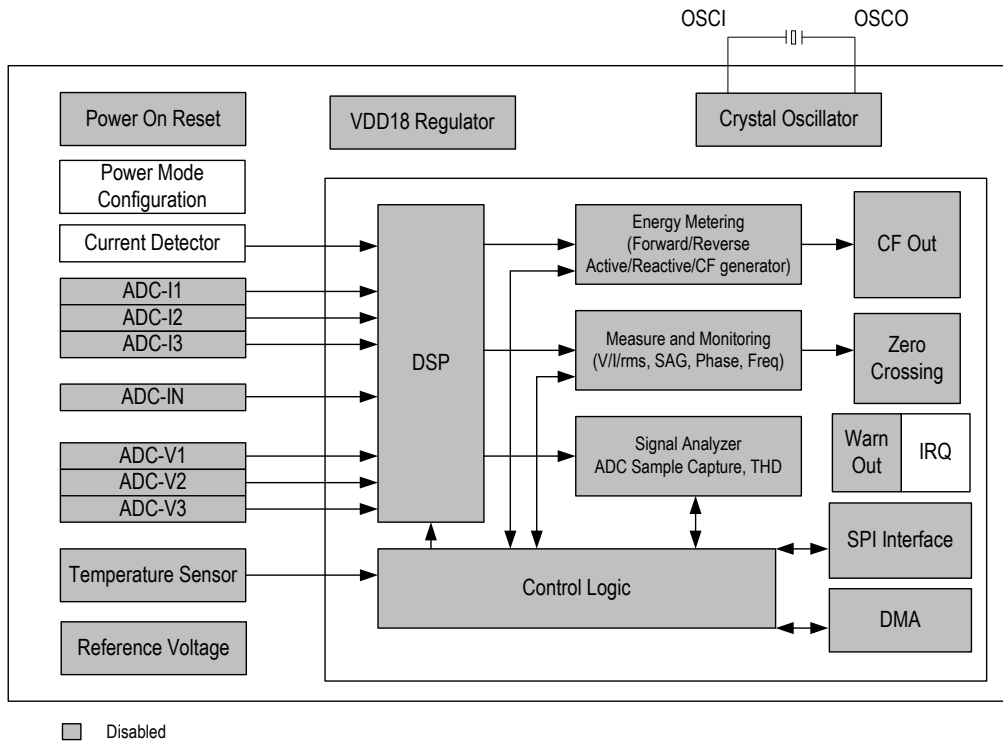 OSCI
OSCO
Power On Reset
VDD18 Regulator
Crystal Oscillator
Power Mode
Configuration
Current Detector
ADC-I1
ADC-I2
ADC-I3
ADC-IN
ADC-V1
ADC-V2
ADC-V3
Temperature Sensor
Reference Voltage
DSP
Energy Metering
(Forward/Reverse
Active/Reactive/CF generator)
CF Out
Measure and Monitoring
(V/I/rms, SAG, Phase, Freq)
Zero
Crossing
Signal Analyzer
ADC Sample Capture, THD
Warn
Out
IRQ
SPI Interface
Control Logic
DMA
Disabled